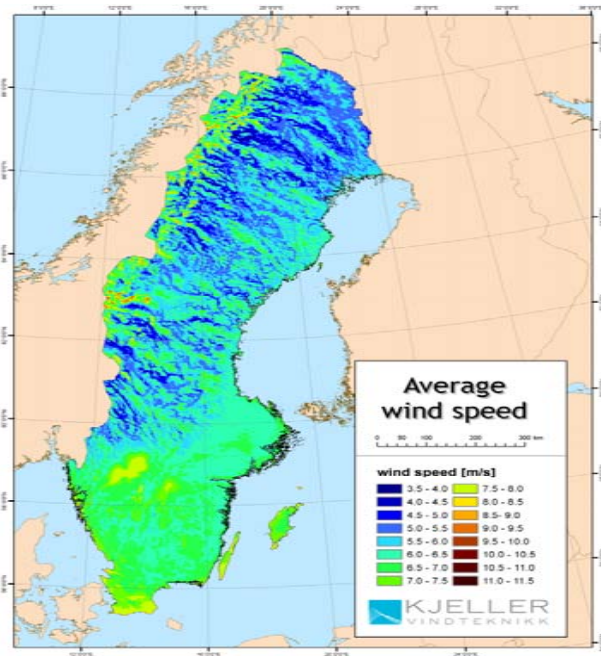 Average
wind speed
0 50 100 200 300 km
wind speed [m/s]
3.5 - 4.0 7.5 - 8.0
4.0 - 4.5 8.0 - 8.5
4.5 - 5.0 8.5- 9.0
5.0 - 5.5 9.0 - 9.5
5.5 - 6.0 9.5 - 10.0
6.0 - 6.5 10.0 - 10.5
6.5 - 7.0 10.5 - 11.0
7.0 - 7.5 11.0 - 11.5
KJELLER
VINDTEKNIKK